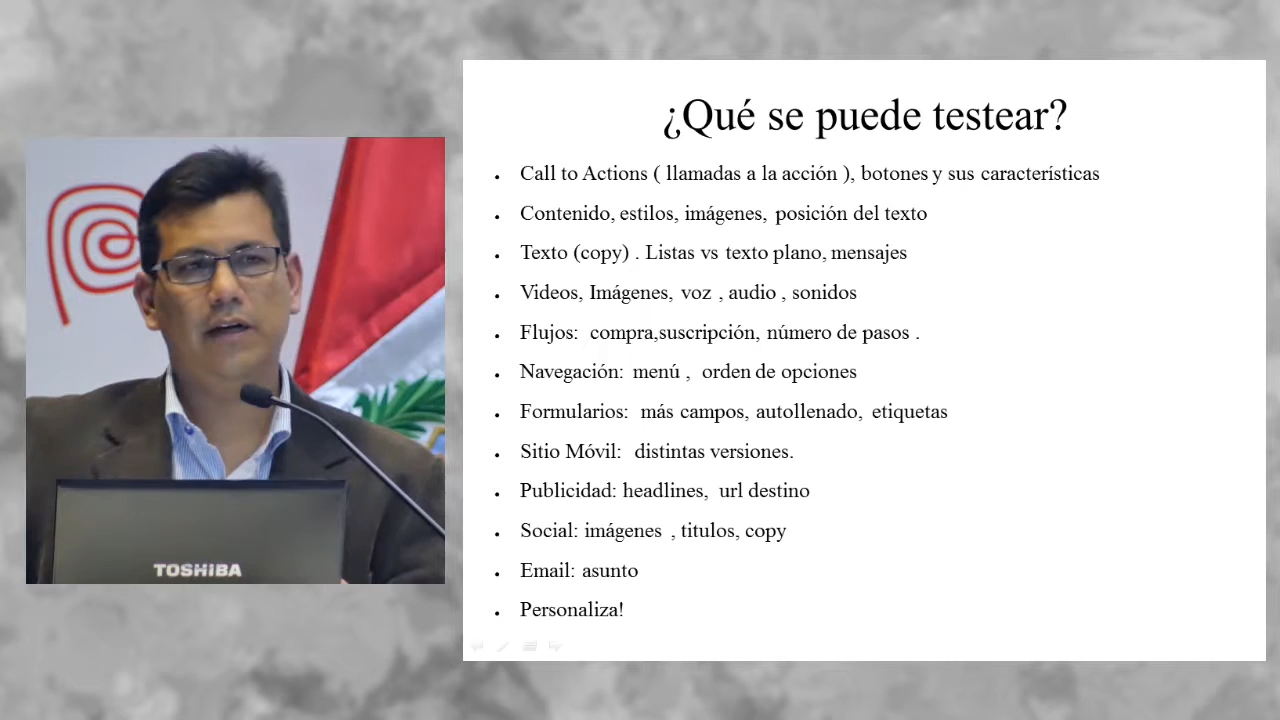 ¿Qué se puede testear?
Call to Actions ( llamadas a la acción ), botones y sus características
Contenido, estilos, imágenes, posición del texto
Texto (copy) . Listas vs texto plano, mensajes
Videos, Imágenes, voz , audio , sonidos
Flujos: compra,suscripción, número de pasos .
Navegación: menú , orden de opciones
Formularios: más campos, autollenado, etiquetas
Sitio Móvil: distintas versiones.
Publicidad: headlines, url destino
Social: imágenes , titulos, copy
Email: asunto
Personaliza!
TOSHIBA